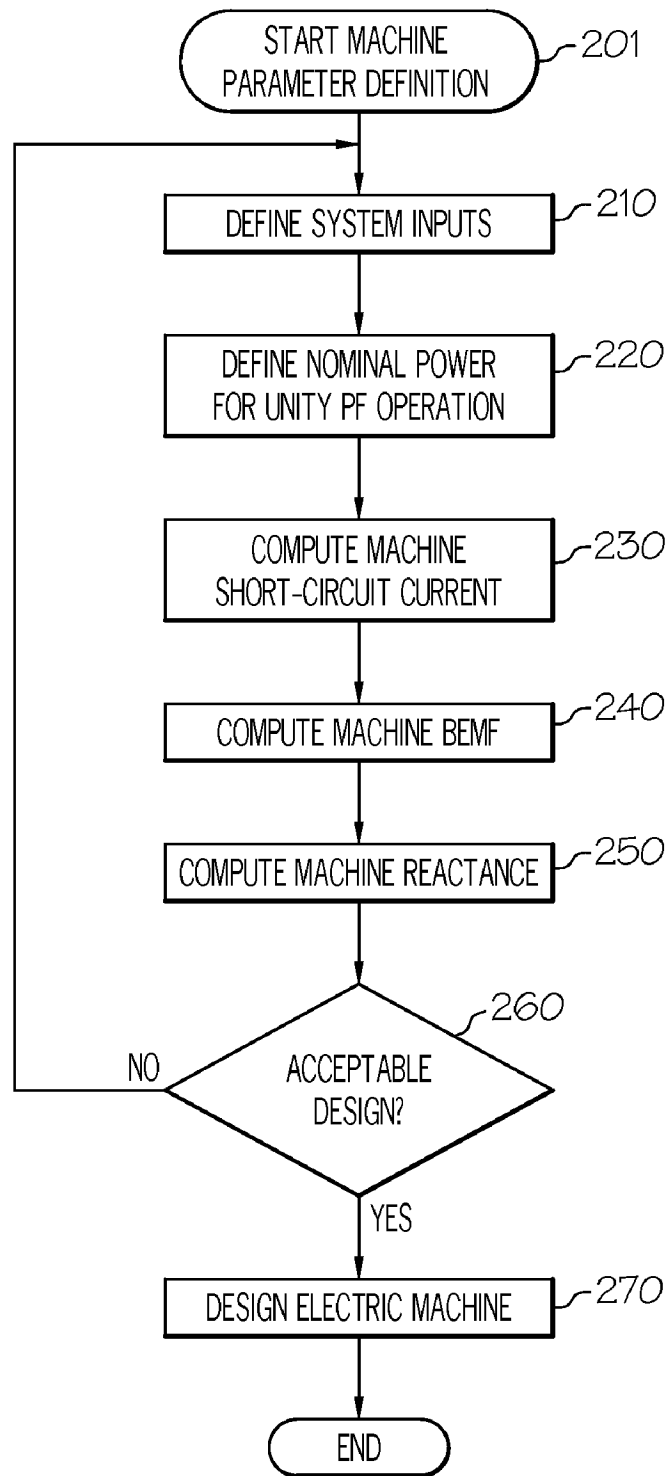 START MACHINE
PARAMETER DEFINITION
201
DEFINE SYSTEM INPUTS
210
DEFINE NOMINAL POWER
FOR UNITY PF OPERATION
220
COMPUTE MACHINE
SHORT-CIRCUIT CURRENT
230
COMPUTE MACHINE BEMF
240
COMPUTE MACHINE REACTANCE
250
260
NO
ACCEPTABLE
DESIGN?
YES
DESIGN ELECTRIC MACHINE
270
END